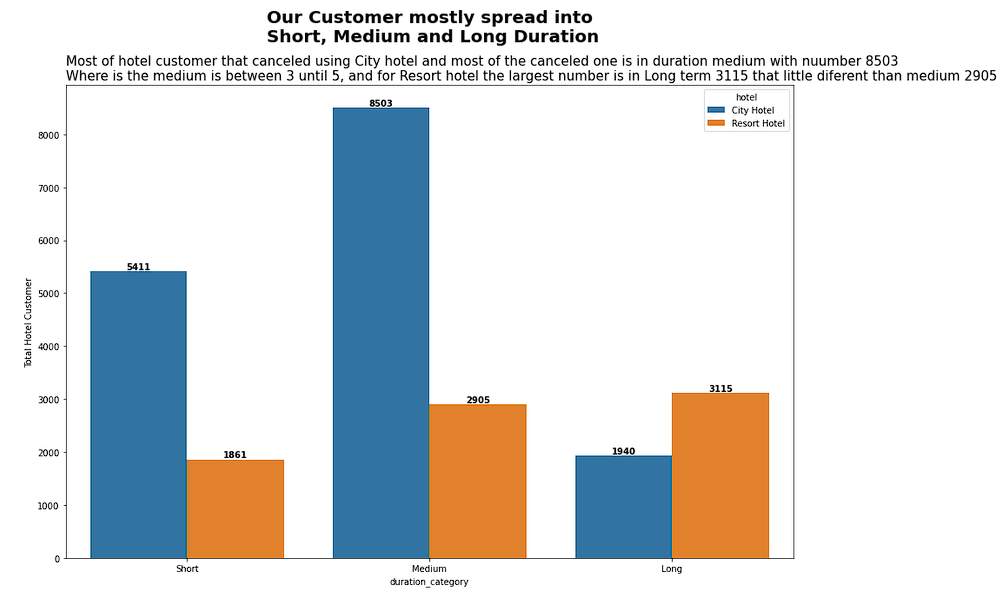 Our Customer mostly spread into
Short, Medium and Long Duration
Most of hotel customer that canceled using City hotel and most of the canceled one is in duration medium with nuumber 8503
Where is the medium is between 3 until 5, and for Resort hotel the largest number is in Long term 3115 that little diferent than medium 2905
hotel
City Hotel
Resort Hotel
Total Hotel Customer
8000
7000
6000
5000
4000
3000
2000
1000
0
5411
1861
8503
2905
1940
3115
Short
Medium
Long
duration_category